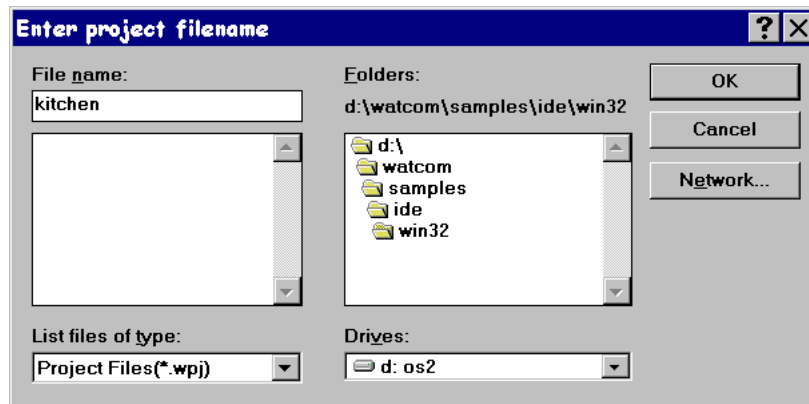 Enter project filename
File name:
kitchen
Folders:
d:\watcom\samples\ide\win32
d:\
watcom
samples
ide
win32
OK
Cancel
Network...
List files of type:
Project Files(*.wpj)
Drives:
d: os2